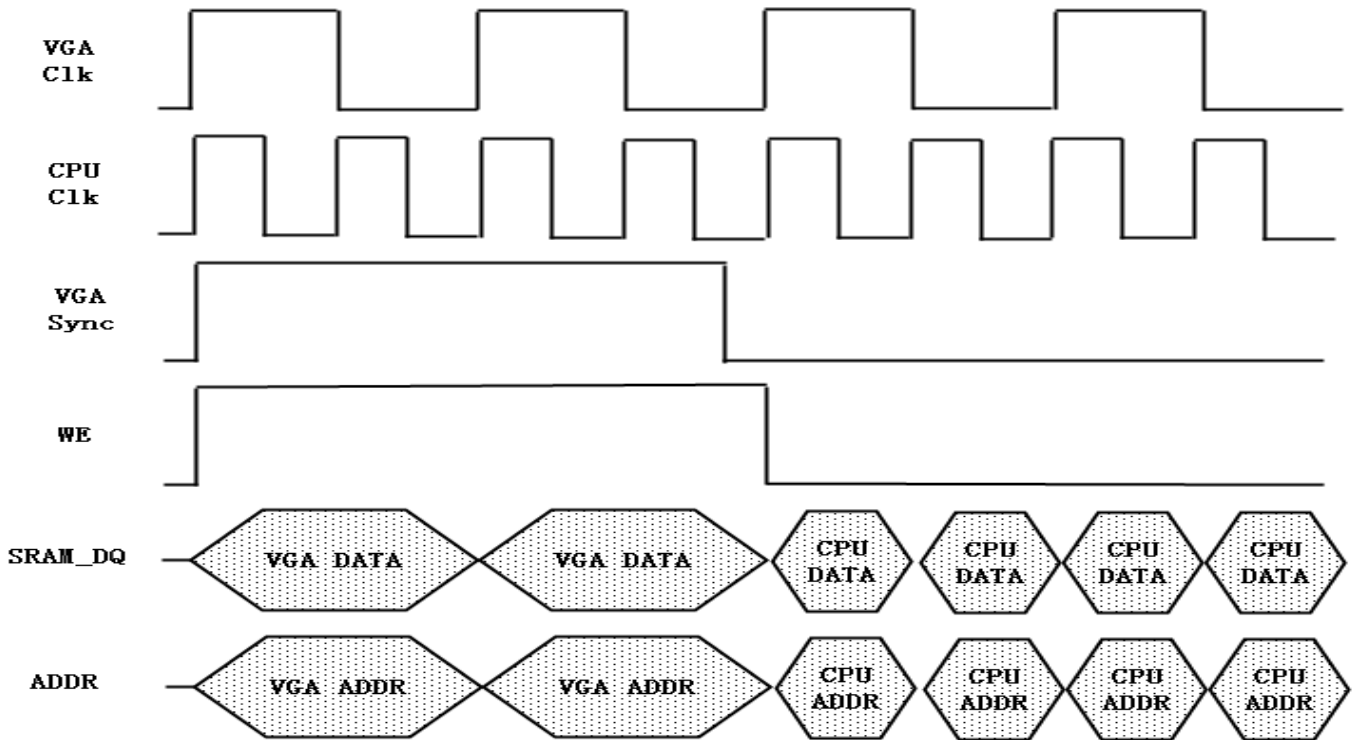 VGA
Clk
CPU
Clk
VGA
Sync
WE
SRAM_DQ
VGA DATA
VGA DATA
CPU
DATA
CPU
DATA
CPU
DATA
CPU
DATA
ADDR
VGA ADDR
VGA ADDR
CPU
ADDR
CPU
ADDR
CPU
ADDR
CPU
ADDR